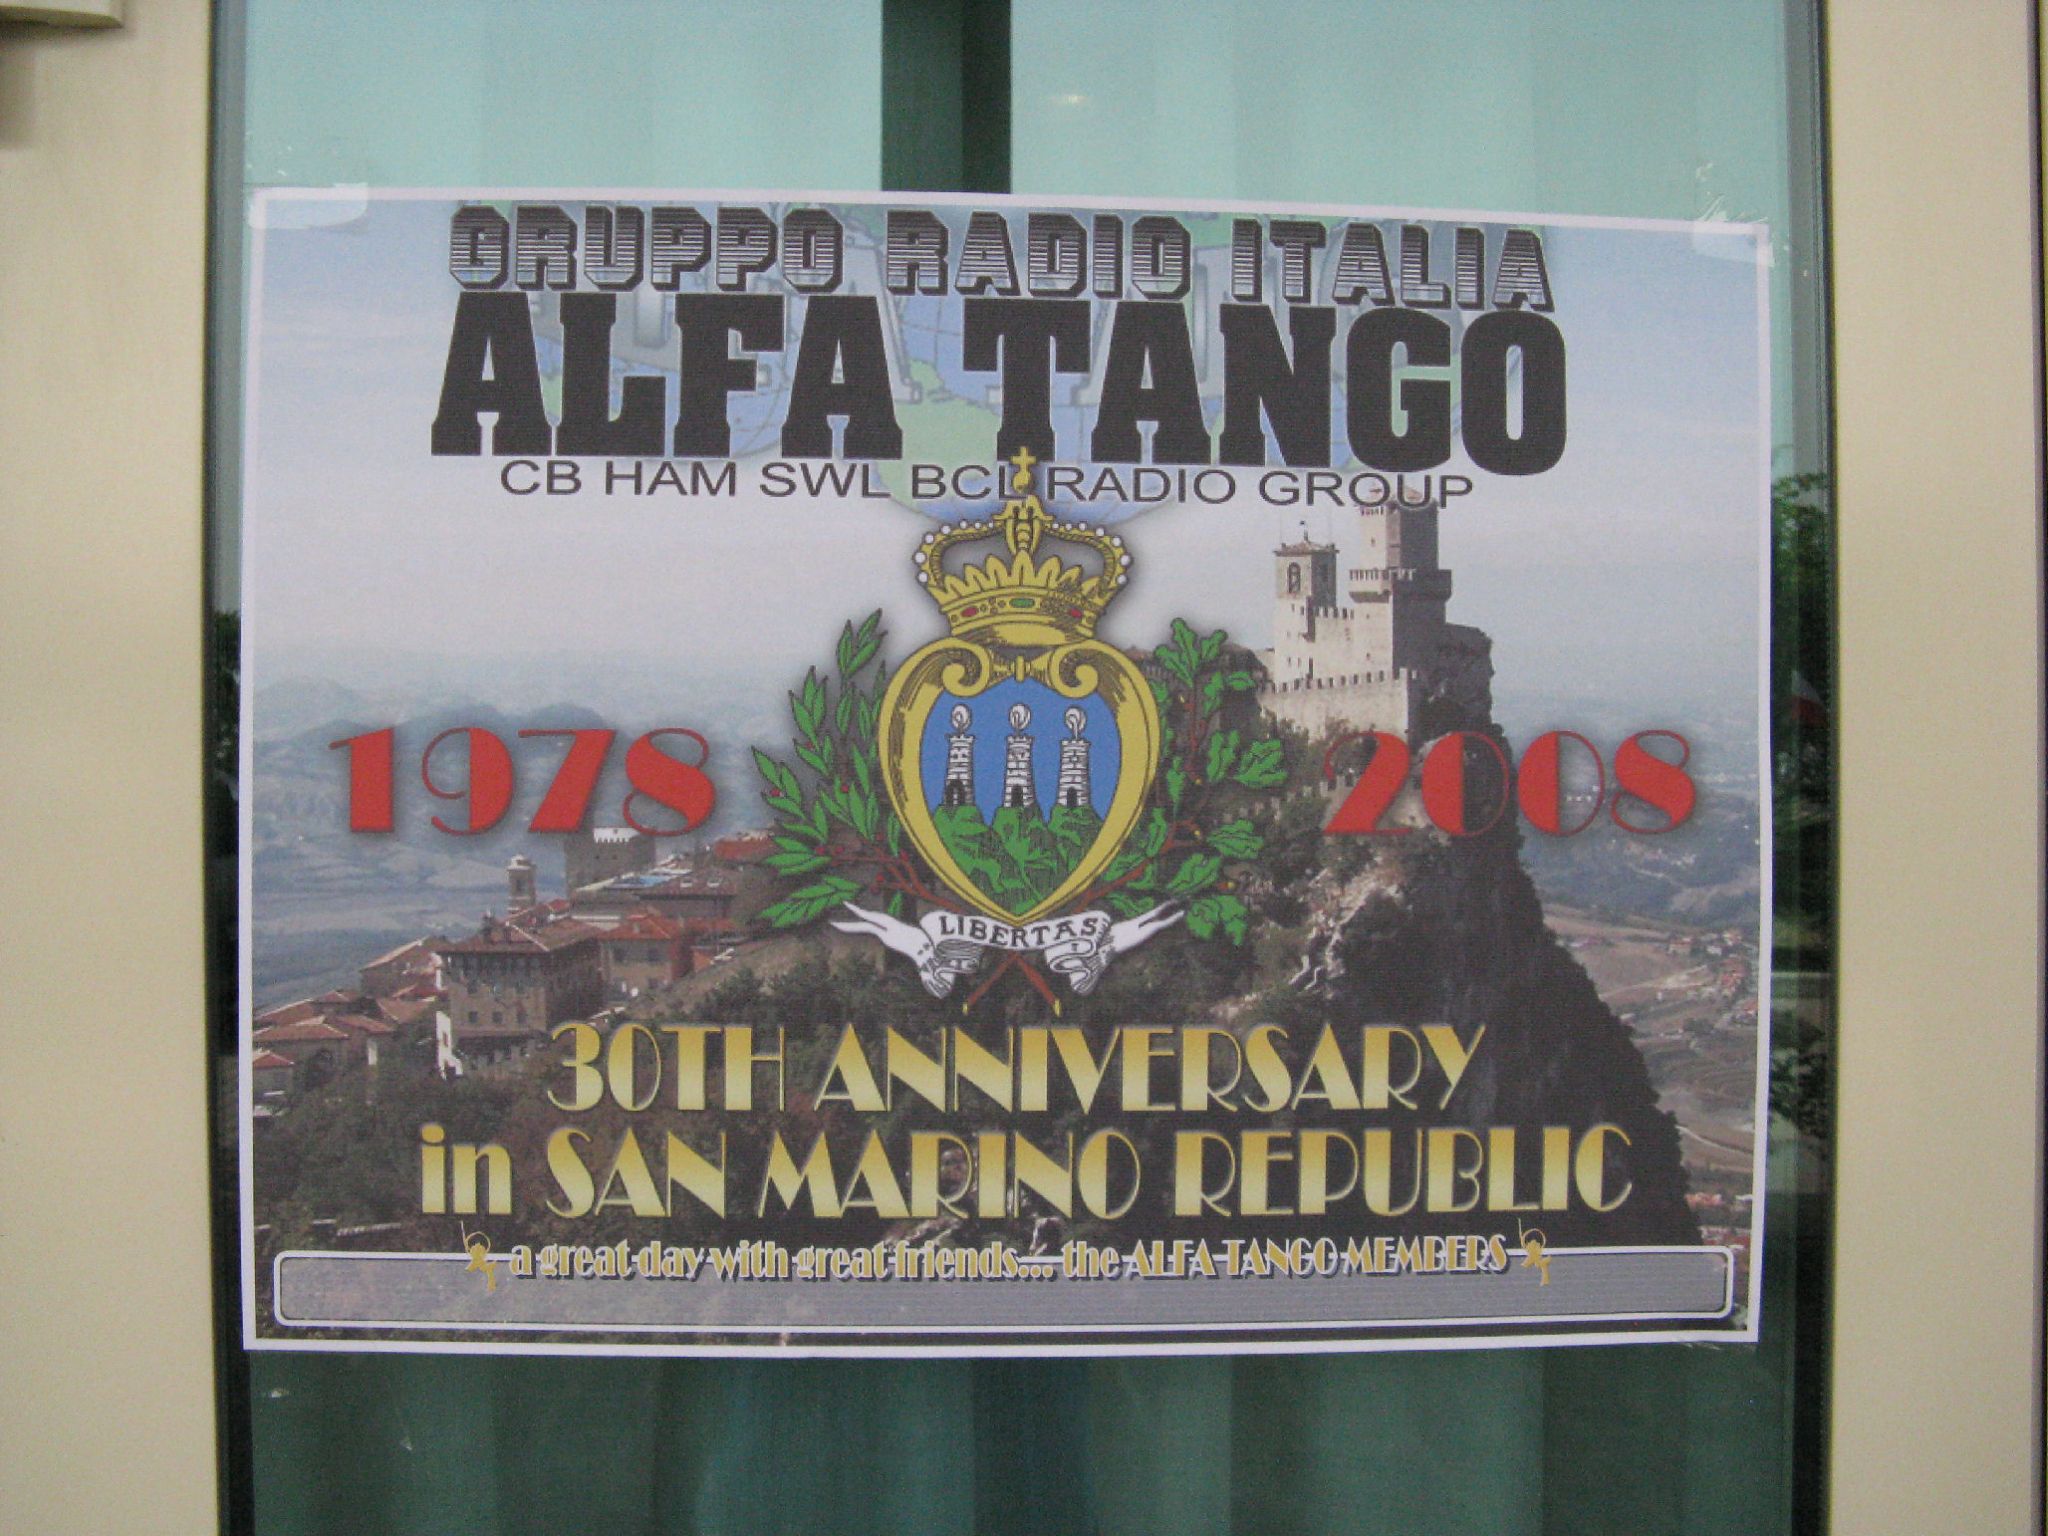 GRUPPO RADIO ITALIA
ALFA TANGO
CB HAM SWL BCL RADIO GROUP
1978 2008
LIBERTAS
30TH ANNIVERSARY
in SAN MARINO REPUBLIC
a great day with great friends... the ALFA TANGO MEMBERS